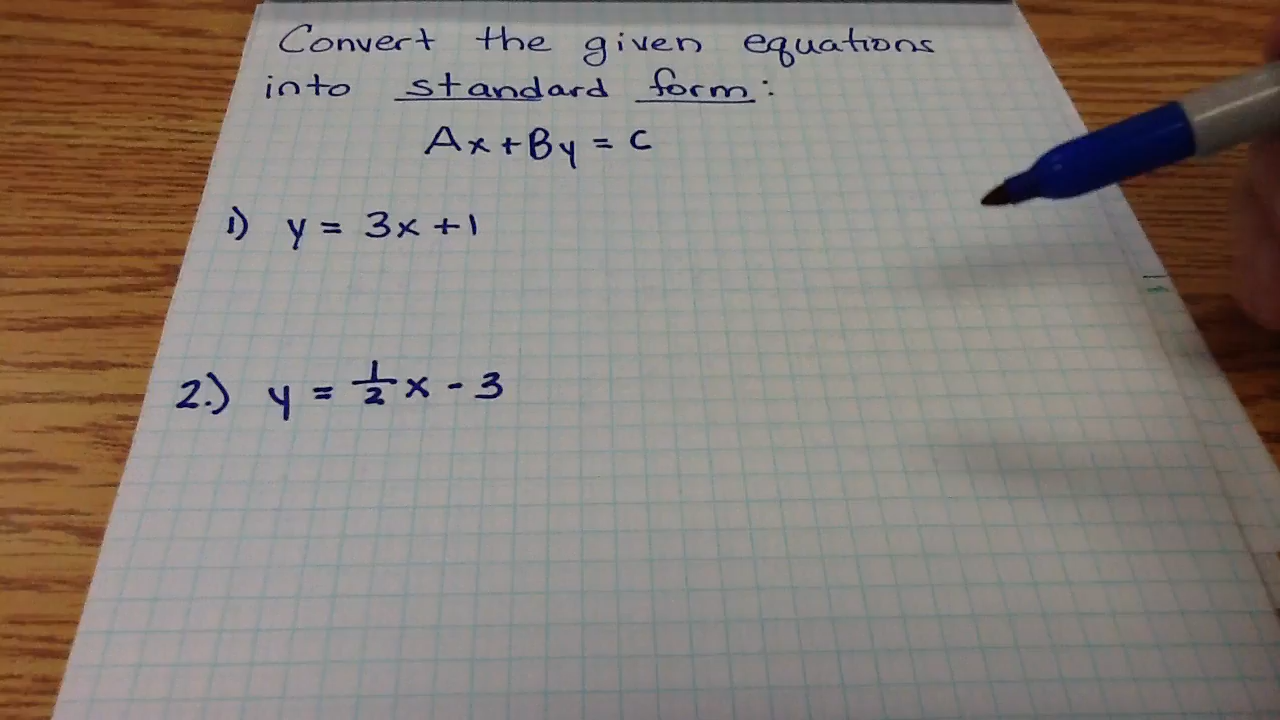 Convert the given equations
into standard form:
Ax + By = C
1) y = 3x + 1
2.) y = 1/2 x - 3